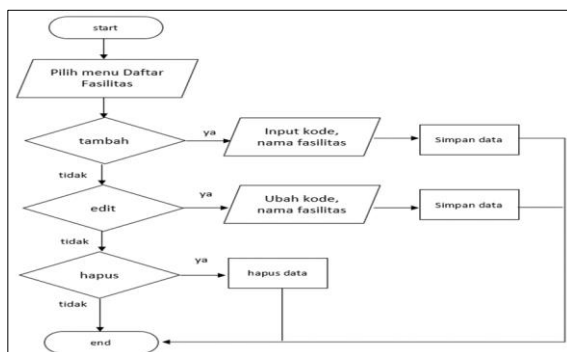 start
Pilih menu Daftar
Fasilitas
tambah
ya
Input kode,
nama fasilitas
Simpan data
tidak
edit
ya
Ubah kode,
nama fasilitas
Simpan data
tidak
hapus
ya
hapus data
tidak
end